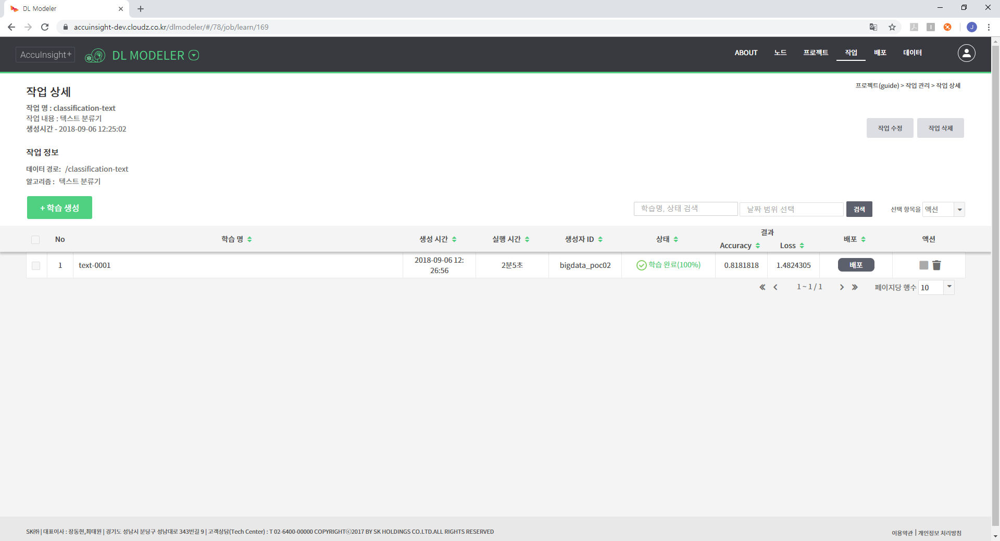 DL Modeler
accuinsight-dev.cloudz.co.kr/dlmodeler/#/78/job/learn/169
J
AccuInsight+
DL MODELER
ABOUT 노드 프로젝트 작업 배포 데이터
프로젝트(guide) > 작업 관리 > 작업 상세
작업 상세
작업 명 : classification-text
작업 내용 : 텍스트 분류기
생성시간 - 2018-09-06 12:25:02
작업 수정 작업 삭제
작업 정보
데이터 경로: /classification-text
알고리즘 : 텍스트 분류기
+ 학습 생성
학습명, 상태 검색 날짜 범위 선택 검색 선택 항목을 액션
No 학습 명 생성 시간 실행 시간 생성자 ID 상태 결과 배포 액션
Accuracy Loss
1 text-0001 2018-09-06 12:26:56 2분5초 bigdata_poc02 학습 완료(100%) 0.8181818 1.4824305 배포
1 ~ 1 / 1 페이지당 행수 10
SK㈜ | 대표이사 : 장동현,최태원 | 경기도 성남시 분당구 성남대로 343번길 9 | 고객상담(Tech Center) : T 02-6400-00000 COPYRIGHTⓒ2017 BY SK HOLDINGS CO.LTD.ALL RIGHTS RESERVED
이용약관 | 개인정보 처리방침